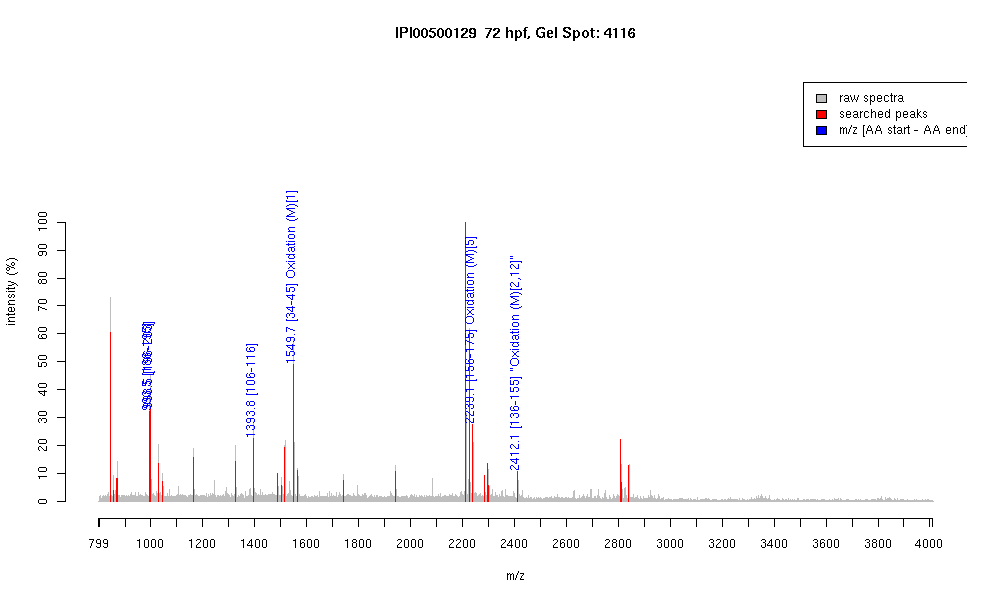 IPI00500129 72 hpf, Gel Spot: 4116
raw spectra
searched peaks
m/z [AA start - AA end]
intensity (%)
0 10 20 30 40 50 60 70 80 90 100
1393.8 [106-116]
1549.7 [34-45] Oxidation (M)[1]
2239.1 [156-175] Oxidation (M)[5]
2412.1 [136-155] "Oxidation (M)[2,12]"
799 1000 1200 1400 1600 1800 2000 2200 2400 2600 2800 3000 3200 3400 3600 3800 4000
m/z